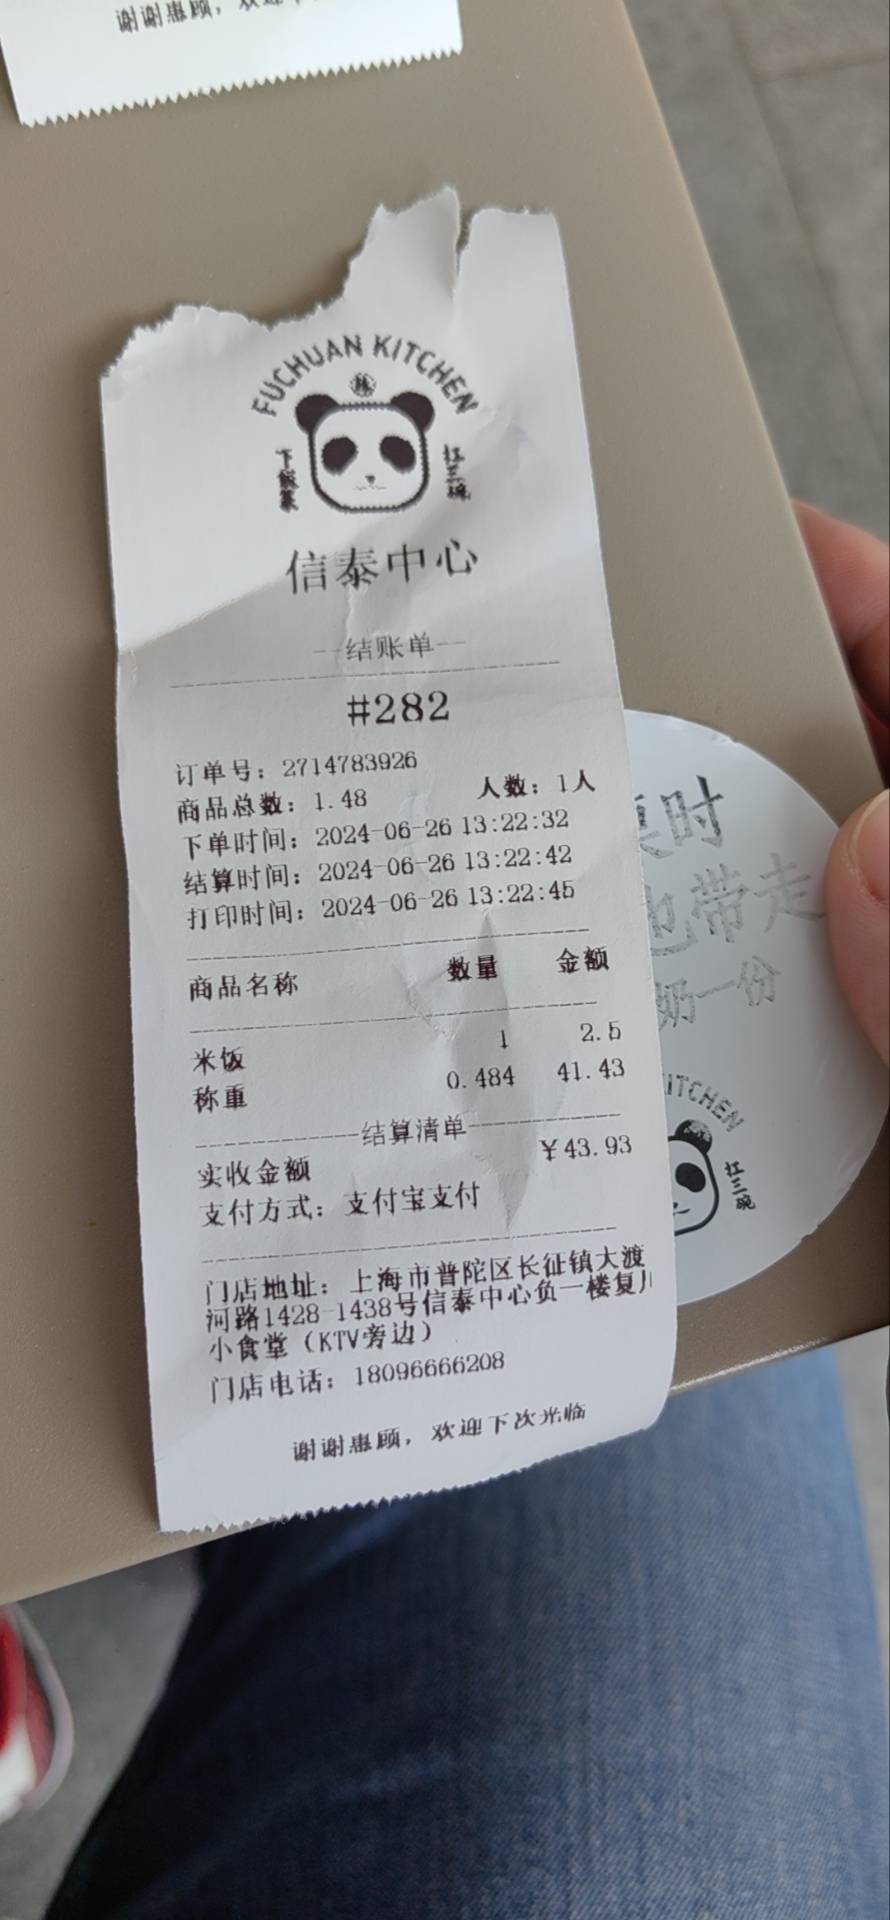 谢谢惠顾，欢迎
FUCHUAN KITCHEN
下饭菜
扛三碗
信泰中心
--结账单--
#282
订单号：2714783926
商品总数：1.48 人数：1人
下单时间：2024-06-26 13:22:32
结算时间：2024-06-26 13:22:42
打印时间：2024-06-26 13:22:45
商品名称 数量 金额
米饭 1 2.5
称重 0.484 41.43
结算清单
实收金额 ￥43.93
支付方式：支付宝支付
门店地址：上海市普陀区长征镇大渡
河路1428-1438号信泰中心负一楼复川
小食堂（KTV旁边）
门店电话：18096666208
谢谢惠顾，欢迎下次光临
时
也带走
奶一份
ITCHEN
扛三碗